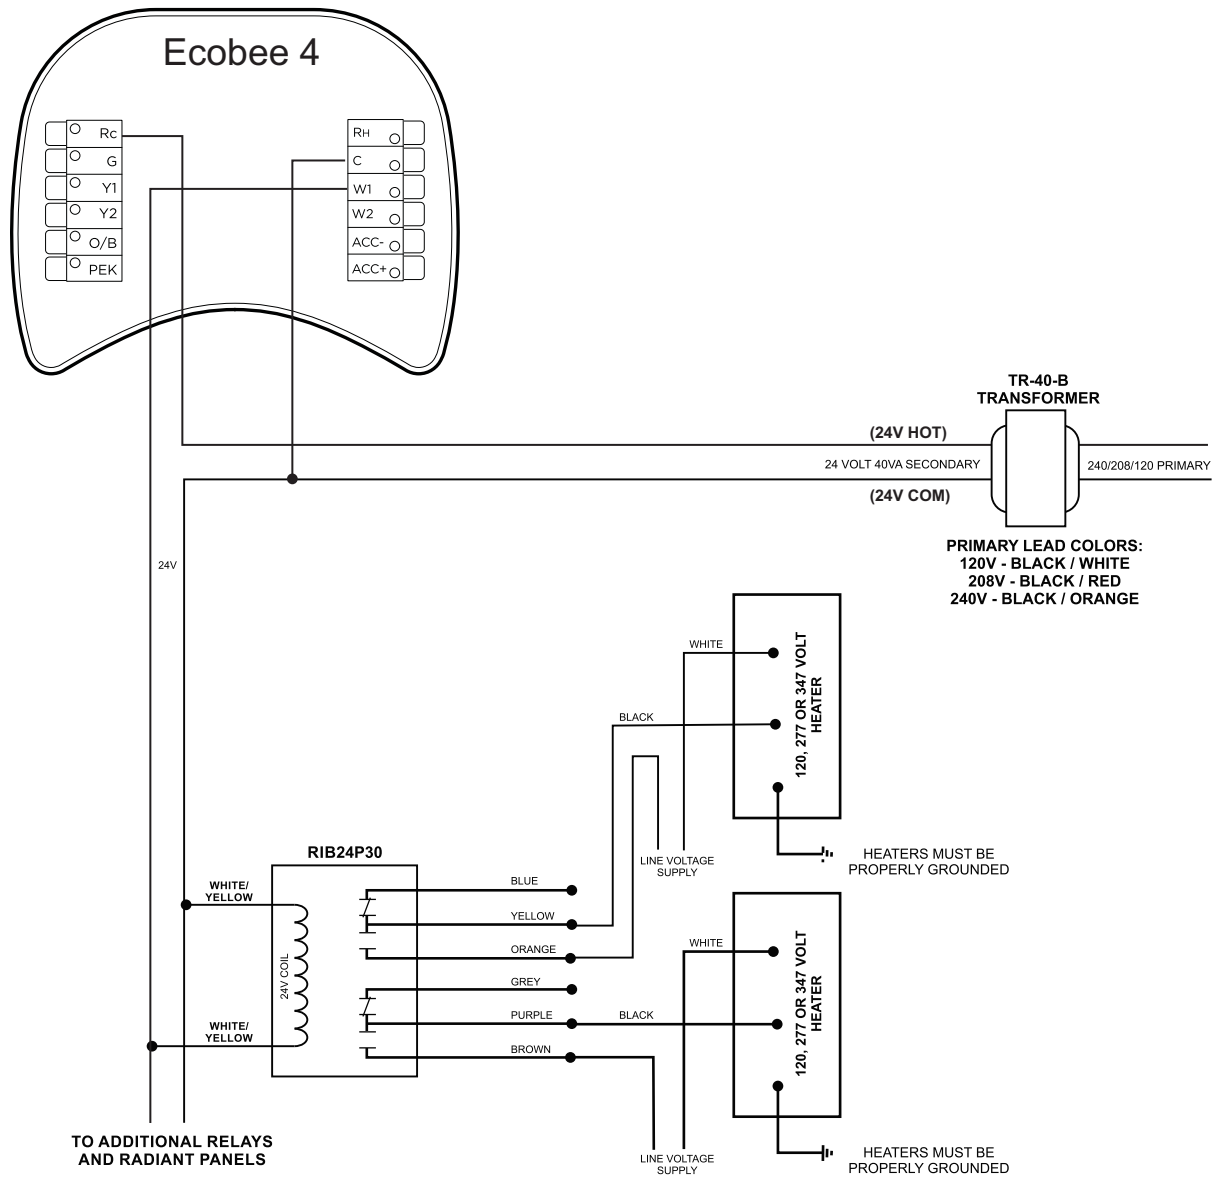 Ecobee 4
Rc
G
Y1
Y2
O/B
PEK
RH
C
W1
W2
ACC-
ACC+
TR-40-B
TRANSFORMER
(24V HOT)
24 VOLT 40VA SECONDARY
240/208/120 PRIMARY
(24V COM)
PRIMARY LEAD COLORS:
120V - BLACK / WHITE
208V - BLACK / RED
240V - BLACK / ORANGE
24V
WHITE
BLACK
120, 277 OR 347 VOLT
HEATER
LINE VOLTAGE
SUPPLY
HEATERS MUST BE
PROPERLY GROUNDED
RIB24P30
WHITE/
YELLOW
24V COIL
WHITE/
YELLOW
BLUE
YELLOW
ORANGE
GREY
PURPLE
BROWN
WHITE
BLACK
120, 277 OR 347 VOLT
HEATER
LINE VOLTAGE
SUPPLY
HEATERS MUST BE
PROPERLY GROUNDED
TO ADDITIONAL RELAYS
AND RADIANT PANELS